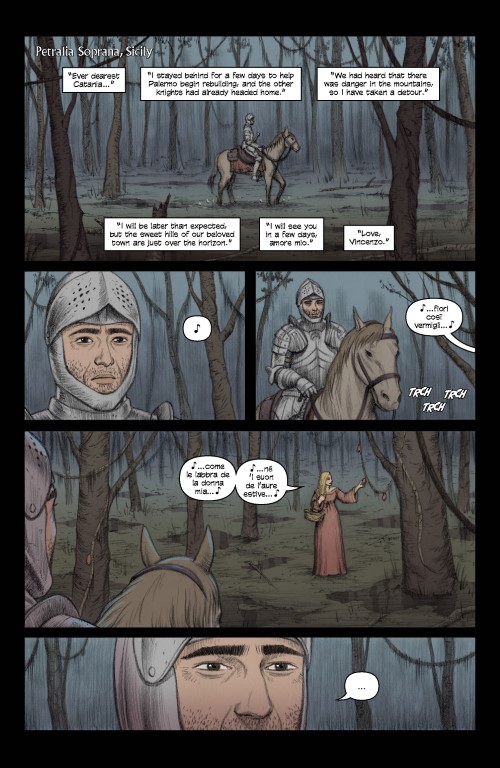 Petralia Soprana, Sicily
"Ever dearest
Catania..."
"I stayed behind for a few days to help
Palermo begin rebuilding, and the other
knights had already headed home."
"We had heard that there
was danger in the mountains,
so I have taken a detour."
"I will be later than expected,
but the sweet hills of our beloved
town are just over the horizon."
"I will see you
in a few days,
amore mio."
"Love,
Vincenzo."
♪
♪...fiori
così
vermigli...♪
TRCH
TRCH
TRCH
♪...come
le labbra de
la donna
mia...♪
♪...né
'l suon
de l'aure
estive...♪
...